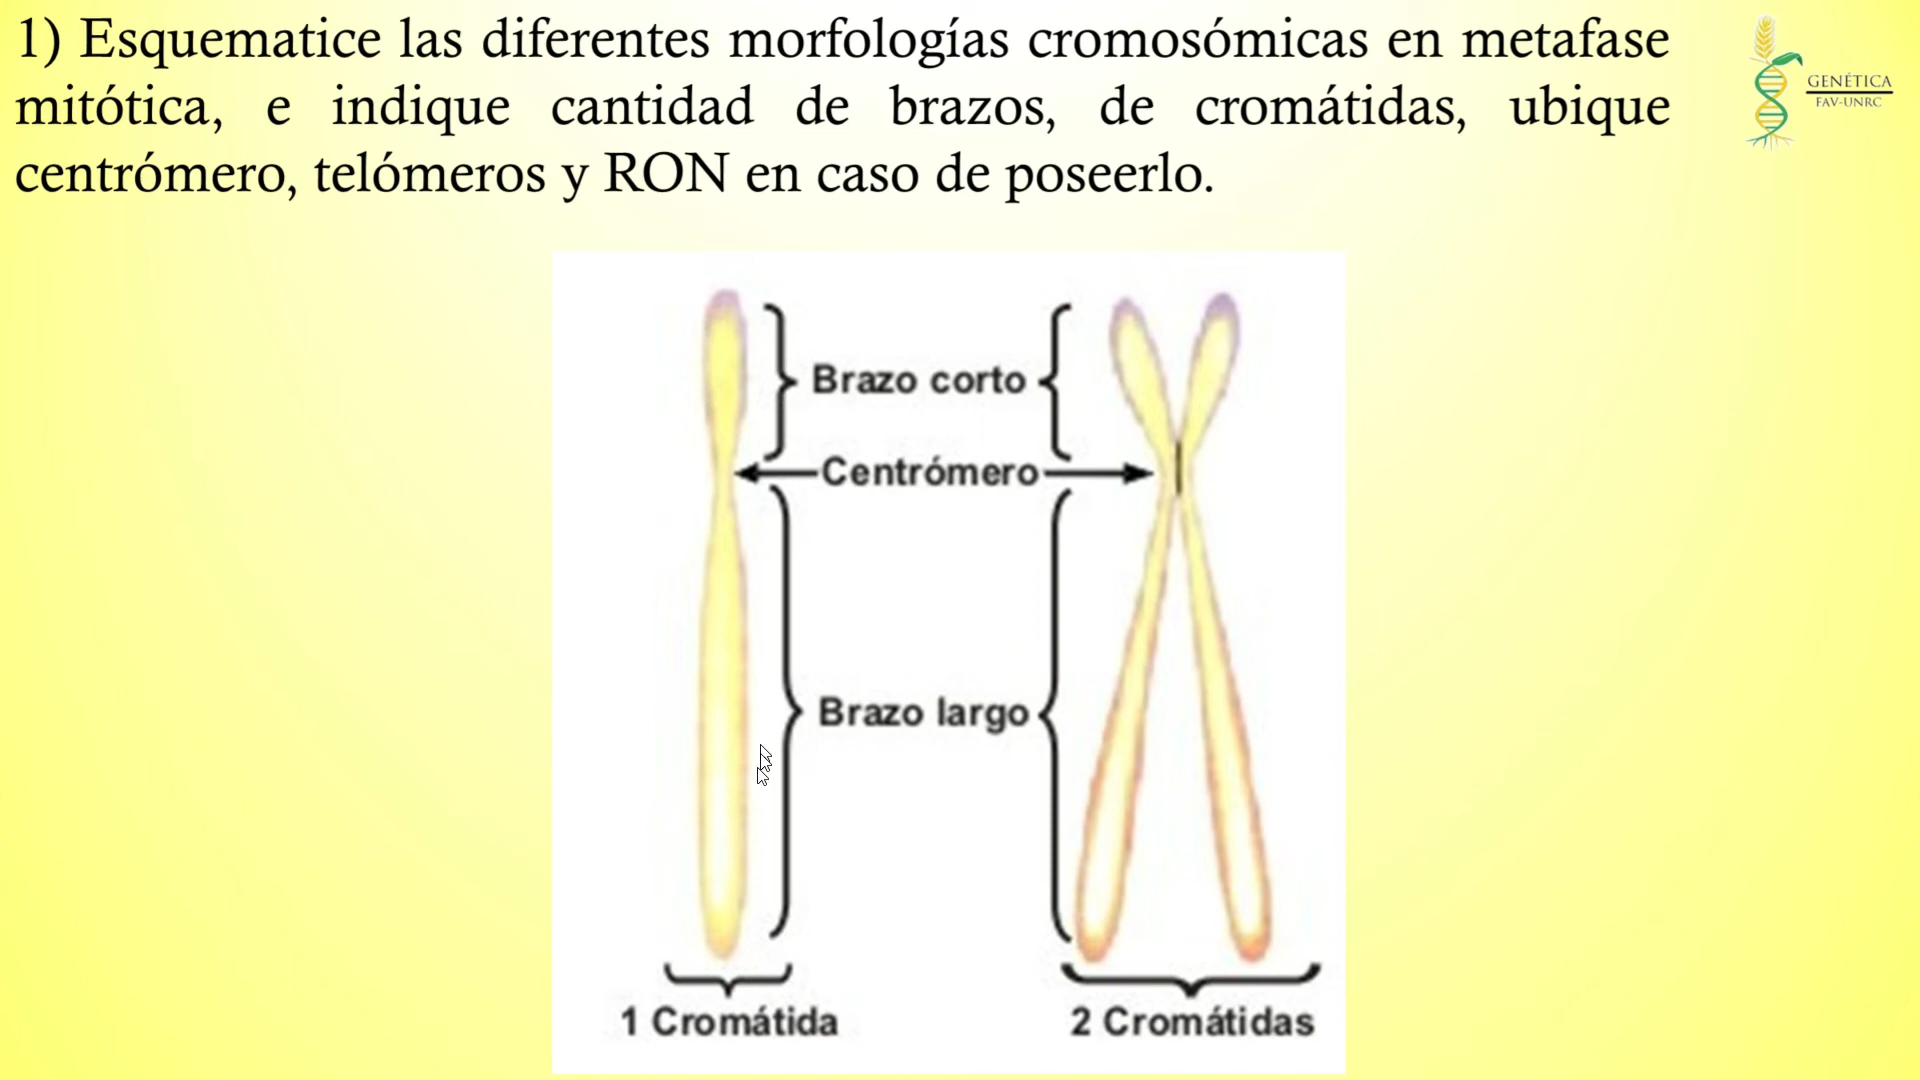 1) Esquematice las diferentes morfologías cromosómicas en metafase
mitótica, e indique cantidad de brazos, de cromátidas, ubique
centrómero, telómeros y RON en caso de poseerlo.
GENÉTICA
FAV-UNRC
Brazo corto
Centrómero
Brazo largo
1 Cromátida
2 Cromátidas